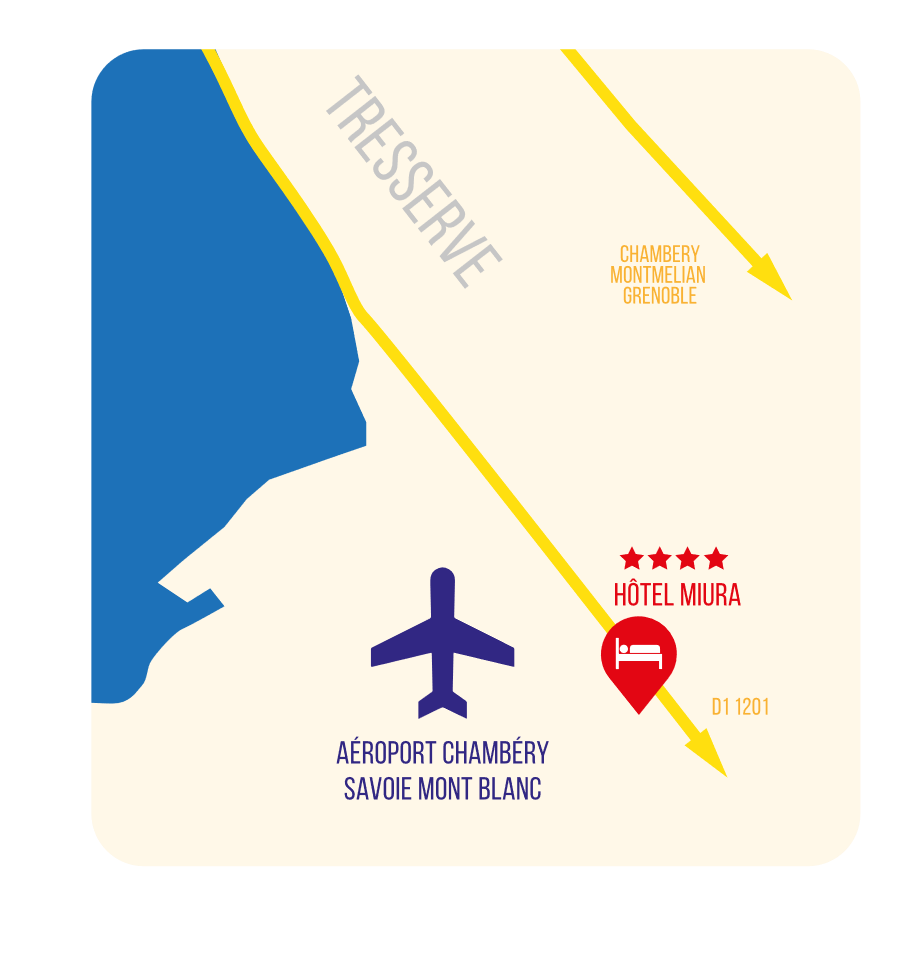 TRESSERVE
CHAMBERY
MONTMELIAN
GRENOBLE
HÔTEL MIURA
D1 1201
AÉROPORT CHAMBÉRY
SAVOIE MONT BLANC